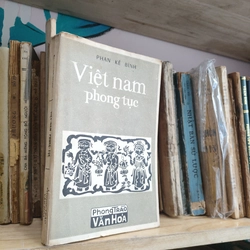 PHAN KẾ BÍNH
Việt nam
phong tục
Phong TRÀO
VĂN HÓA